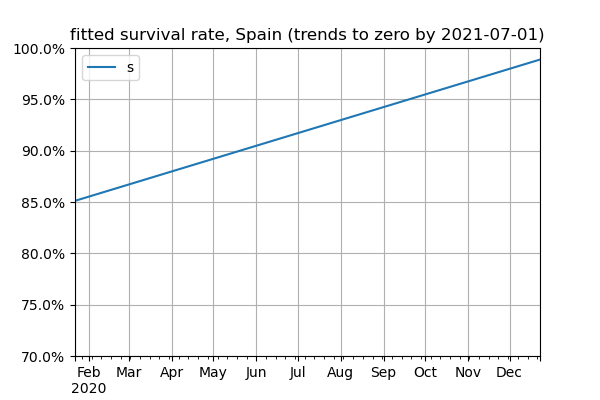 fitted survival rate, Spain (trends to zero by 2021-07-01)
s
100.0%
95.0%
90.0%
85.0%
80.0%
75.0%
70.0%
Feb Mar Apr May Jun Jul Aug Sep Oct Nov Dec
2020